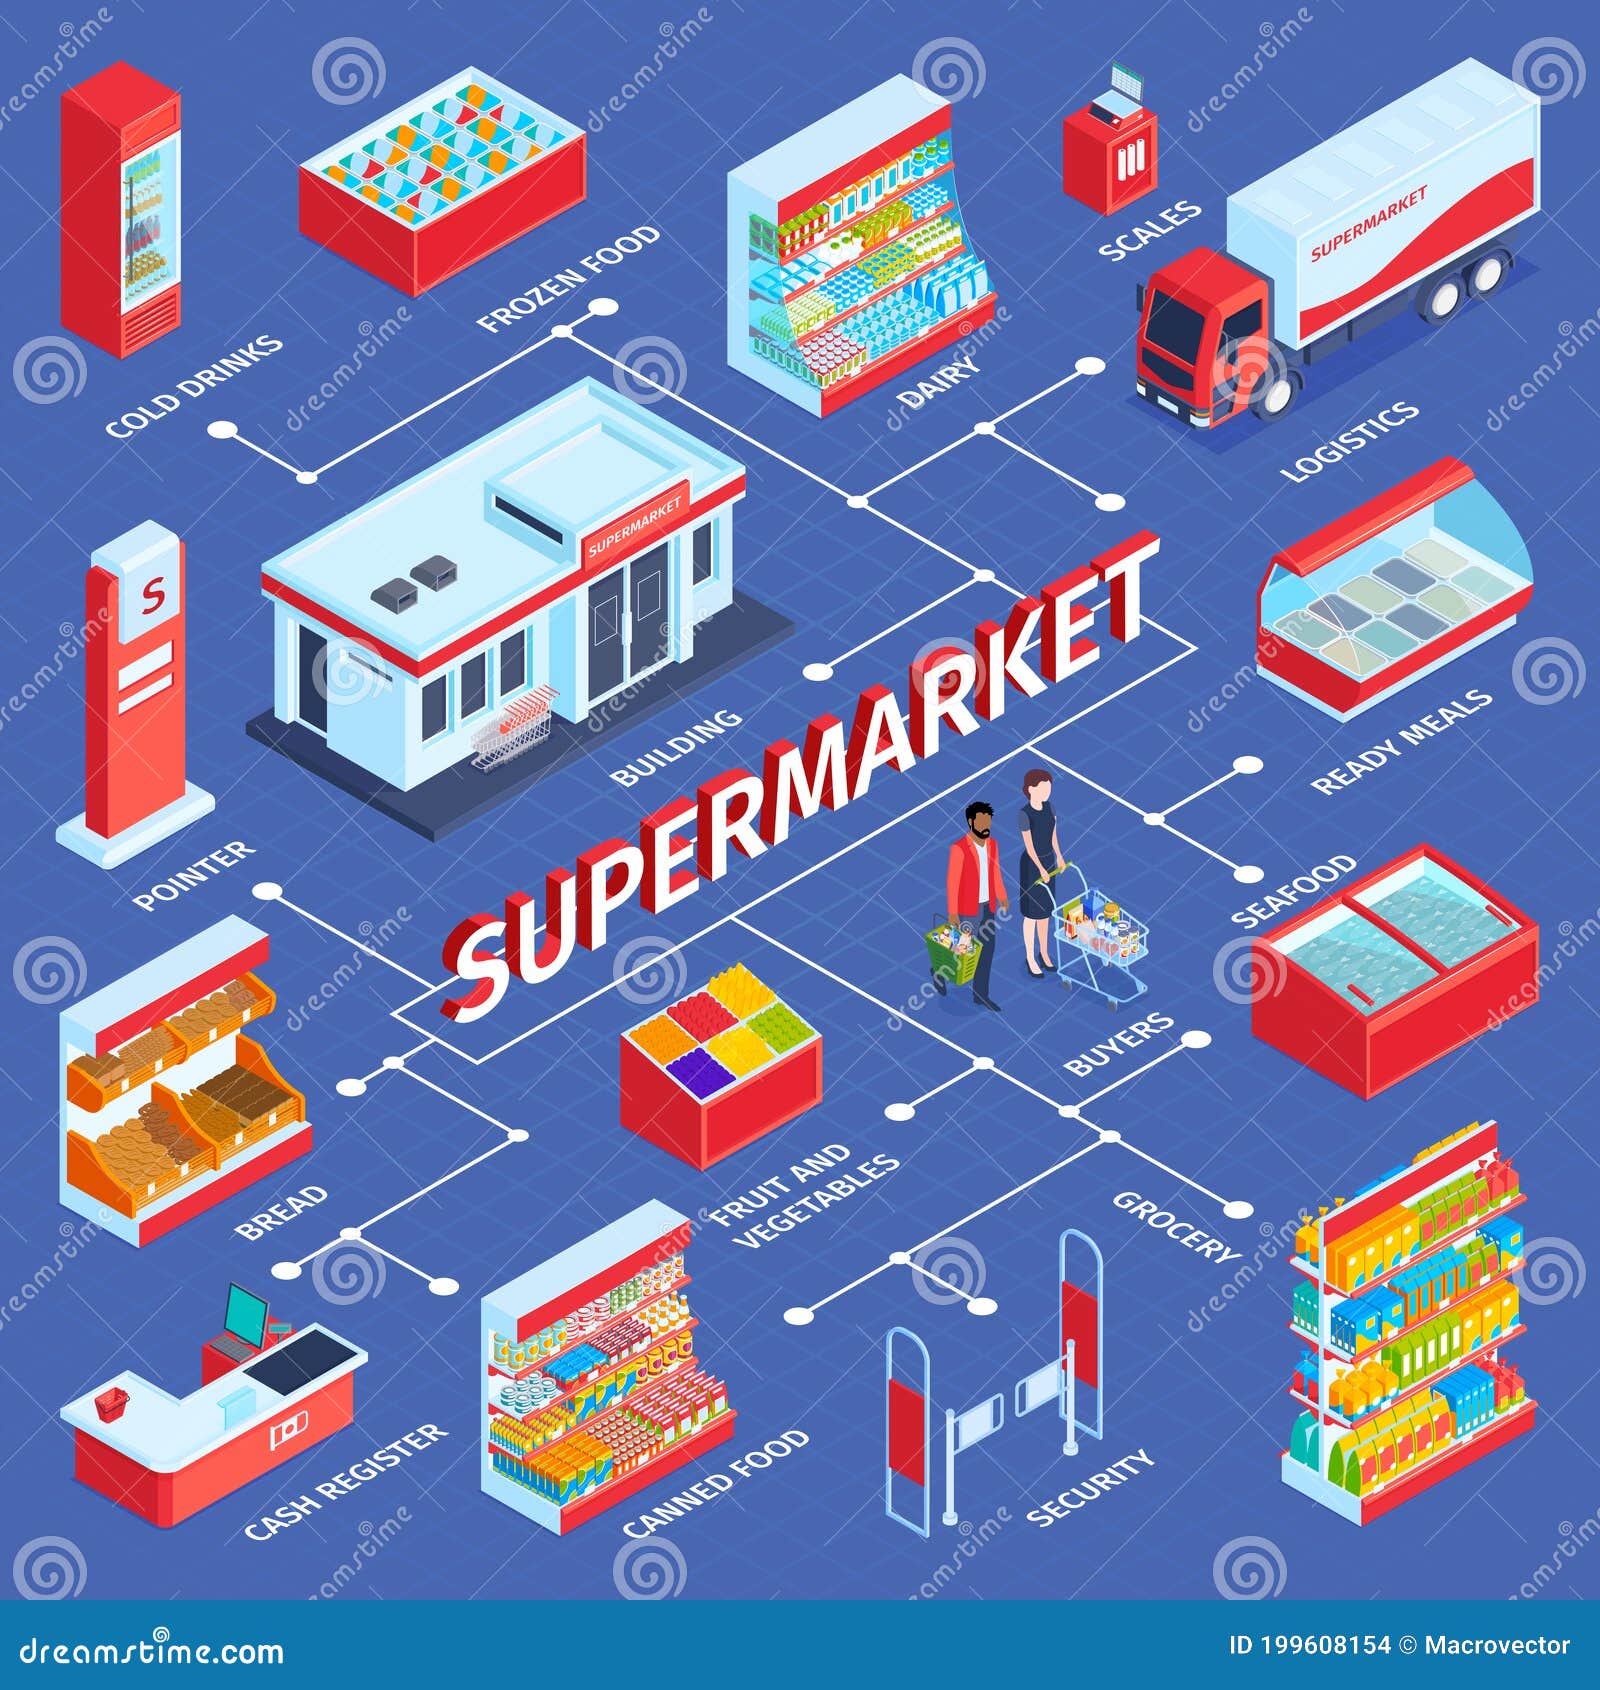 SCALES
SUPERMARKET
FROZEN FOOD
COLD DRINKS
DAIRY
LOGISTICS
SUPERMARKET
S
SUPERMARKET
BUILDING
READY MEALS
POINTER
SEAFOOD
BUYERS
BREAD
FRUIT AND
VEGETABLES
GROCERY
CASH REGISTER
CANNED FOOD
SECURITY
dreamstime
dreamstime.com
ID 199608154 © Macrovector